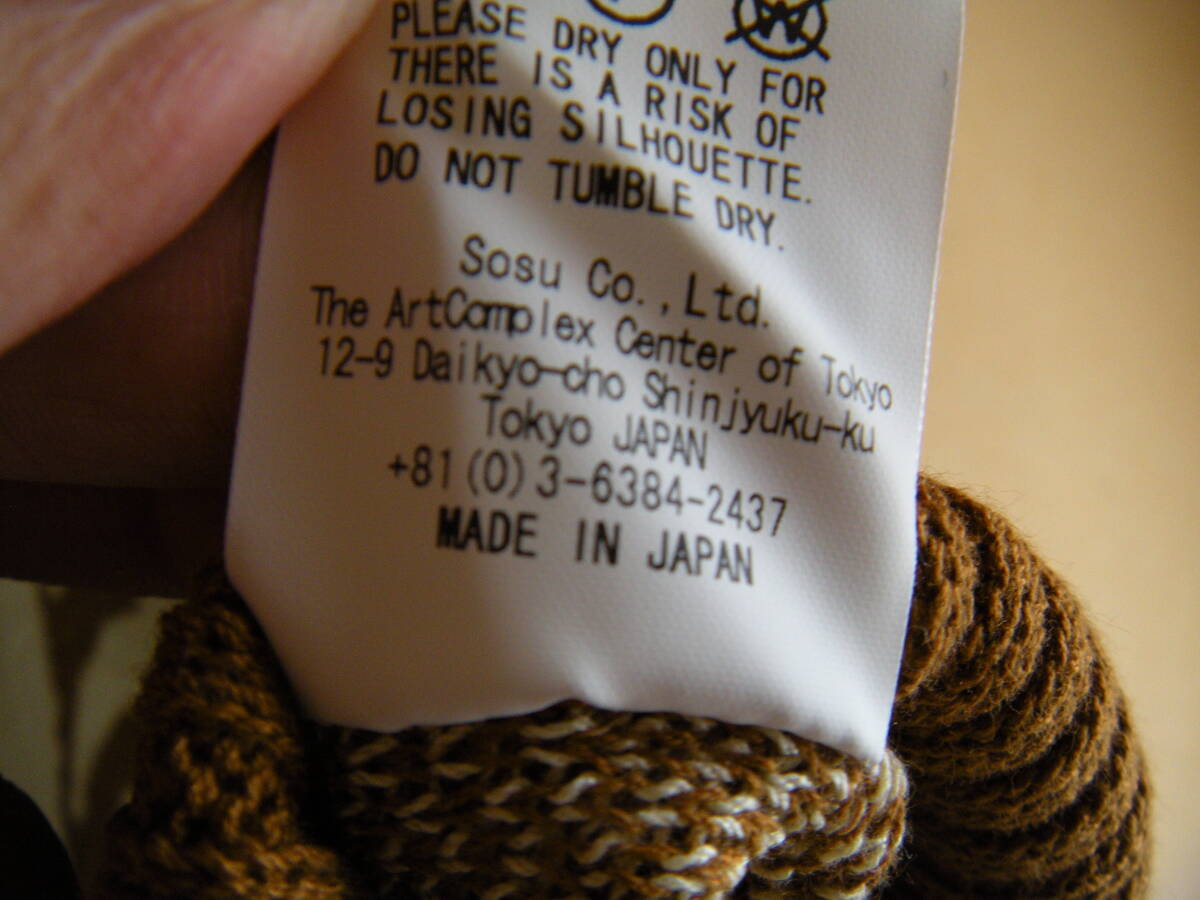 PLEASE DRY ONLY FOR
THERE IS A RISK OF
LOSING SILHOUETTE.
DO NOT TUMBLE DRY.
Sosu Co.,Ltd.
The ArtComplex Center of Tokyo
12-9 Daikyo-cho Shinjyuku-ku
Tokyo JAPAN
+81(0)3-6384-2437
MADE IN JAPAN